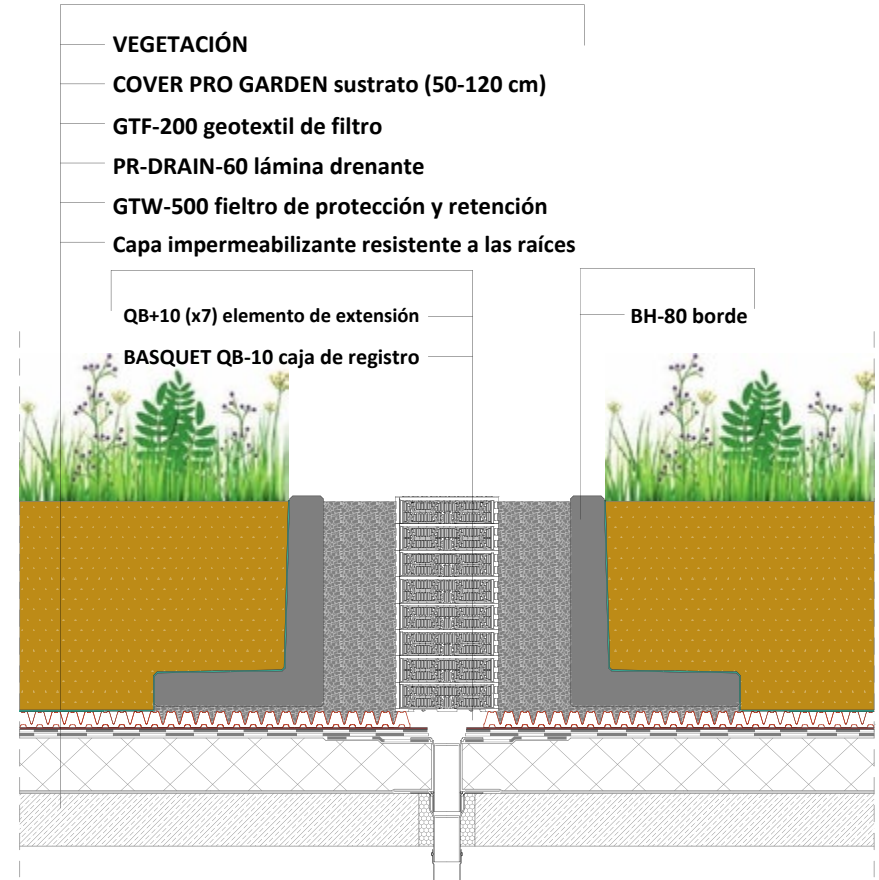 VEGETACIÓN
COVER PRO GARDEN sustrato (50-120 cm)
GTF-200 geotextil de filtro
PR-DRAIN-60 lámina drenante
GTW-500 fieltro de protección y retención
Capa impermeabilizante resistente a las raíces
QB+10 (x7) elemento de extensión
BH-80 borde
BASQUET QB-10 caja de registro